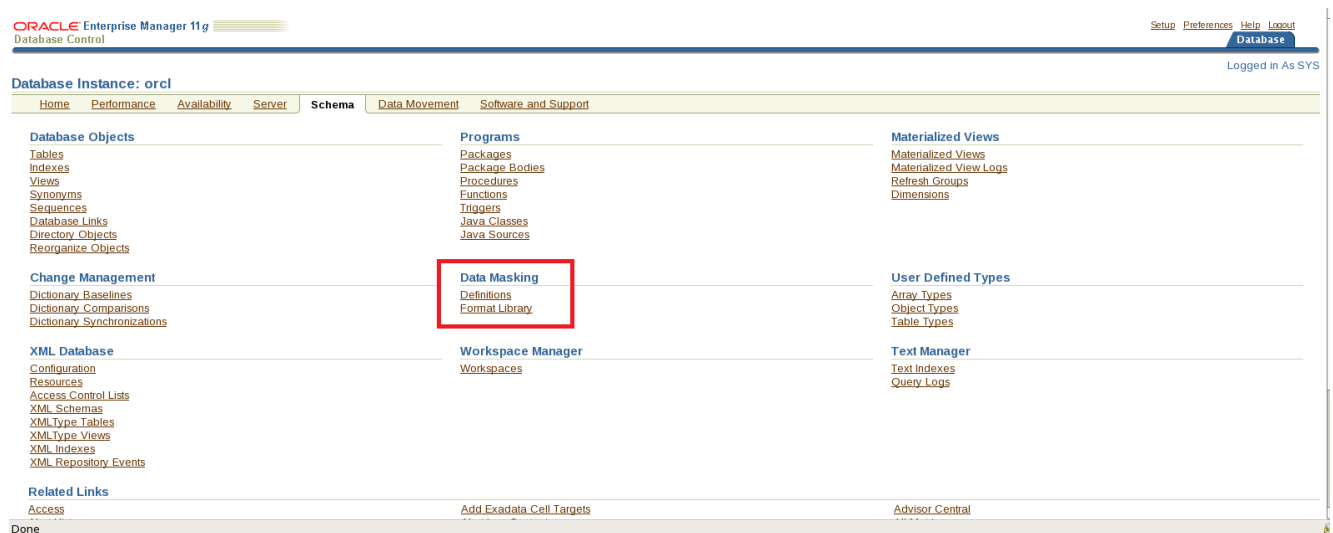 ORACLE Enterprise Manager 11g
Database Control
Setup Preferences Help Logout
Database
Logged in As SYS
Database Instance: orcl
Home Performance Availability Server Schema Data Movement Software and Support
Database Objects
Tables
Indexes
Views
Synonyms
Sequences
Database Links
Directory Objects
Reorganize Objects
Programs
Packages
Package Bodies
Procedures
Functions
Triggers
Java Classes
Java Sources
Materialized Views
Materialized Views
Materialized View Logs
Refresh Groups
Dimensions
Change Management
Dictionary Baselines
Dictionary Comparisons
Dictionary Synchronizations
Data Masking
Definitions
Format Library
User Defined Types
Array Types
Object Types
Table Types
XML Database
Configuration
Resources
Access Control Lists
XML Schemas
XMLType Tables
XMLType Views
XML Indexes
XML Repository Events
Workspace Manager
Workspaces
Text Manager
Text Indexes
Query Logs
Related Links
Access
Add Exadata Cell Targets
Advisor Central
Done